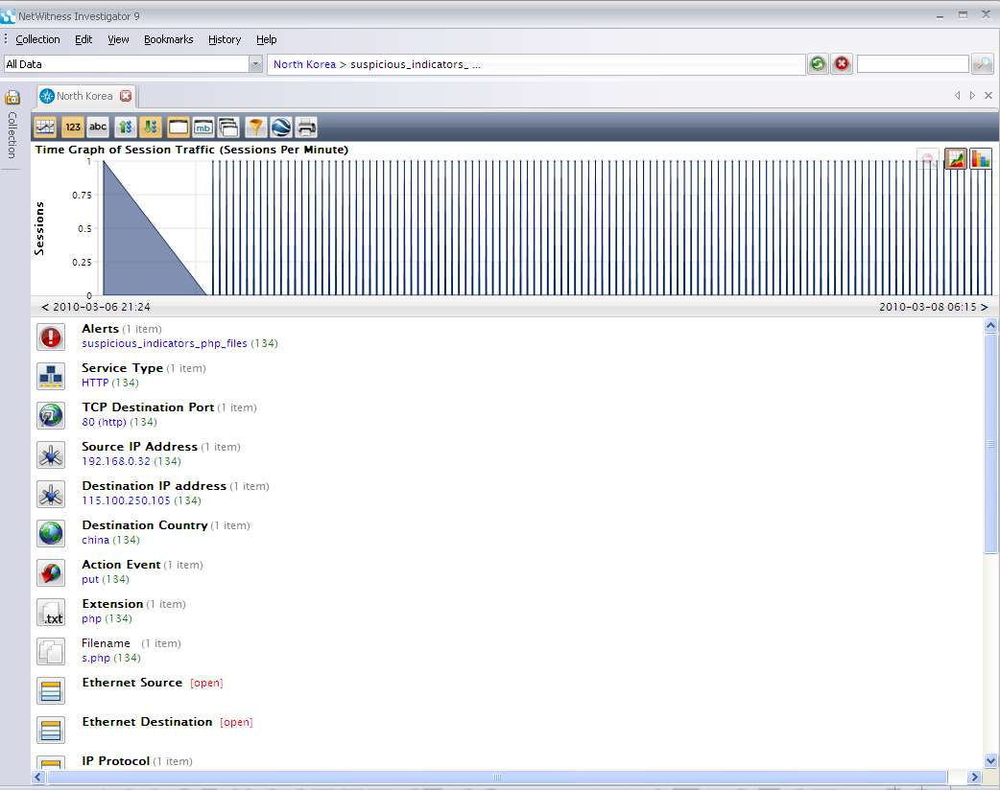 NetWitness Investigator 9
Collection Edit View Bookmarks History Help
All Data
North Korea > suspicious_indicators_ ...
North Korea
Collection
123 abc mb
Time Graph of Session Traffic (Sessions Per Minute)
Sessions
1
0.75
0.5
0.25
0
< 2010-03-06 21:24 2010-03-08 06:15 >
Alerts (1 item)
suspicious_indicators_php_files (134)
Service Type (1 item)
HTTP (134)
TCP Destination Port (1 item)
80 (http) (134)
Source IP Address (1 item)
192.168.0.32 (134)
Destination IP address (1 item)
115.100.250.105 (134)
Destination Country (1 item)
china (134)
Action Event (1 item)
put (134)
.txt
Extension (1 item)
php (134)
Filename (1 item)
s.php (134)
Ethernet Source [open]
Ethernet Destination [open]
IP Protocol (1 item)